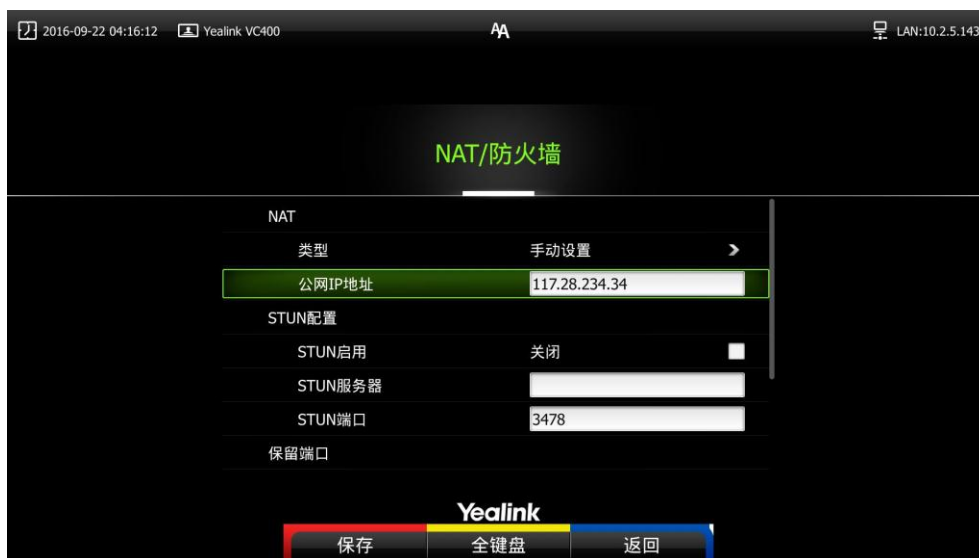 2016-09-22 04:16:12 Yealink VC400 AA LAN:10.2.5.143
NAT/防火墙
NAT
类型 手动设置
公网IP地址 117.28.234.34
STUN配置
STUN启用 关闭
STUN服务器
STUN端口 3478
保留端口
Yealink
保存 全键盘 返回